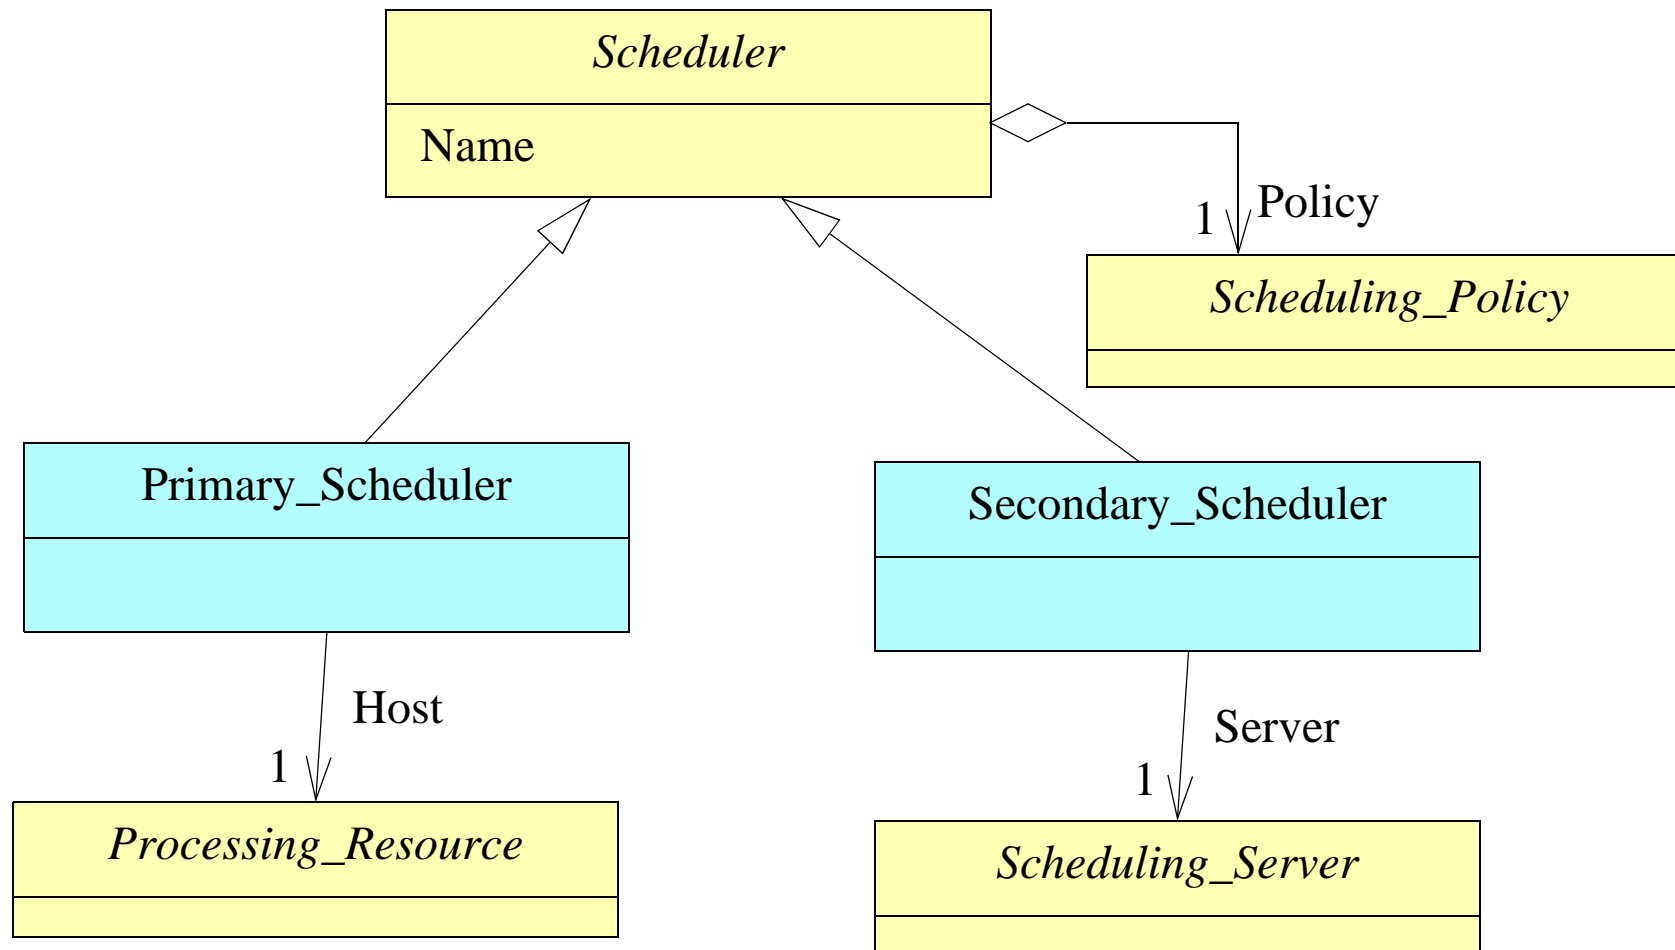 Scheduler
Name
1 Policy
Scheduling_Policy
Primary_Scheduler
Secondary_Scheduler
Host
1
Server
1
Processing_Resource
Scheduling_Server